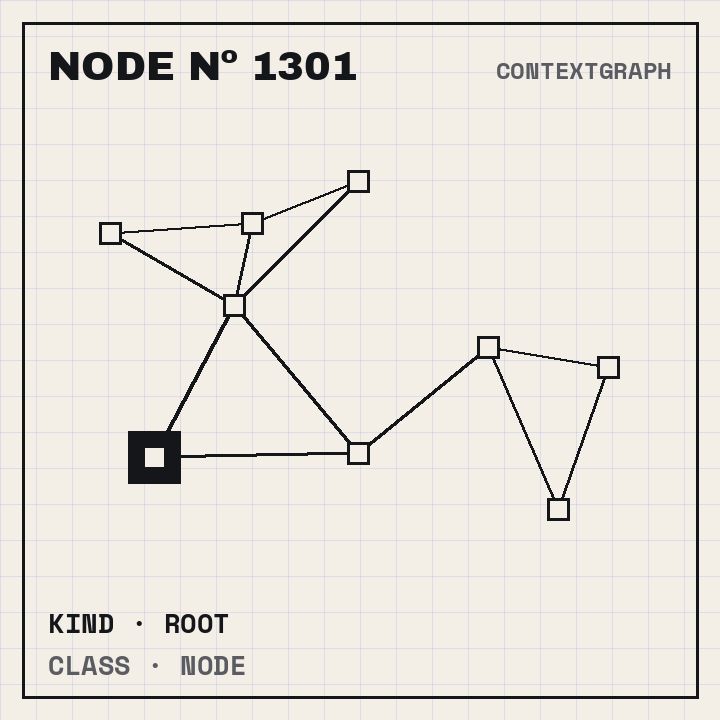 NODE Nº 1301
CONTEXTGRAPH
KIND · ROOT
CLASS · NODE